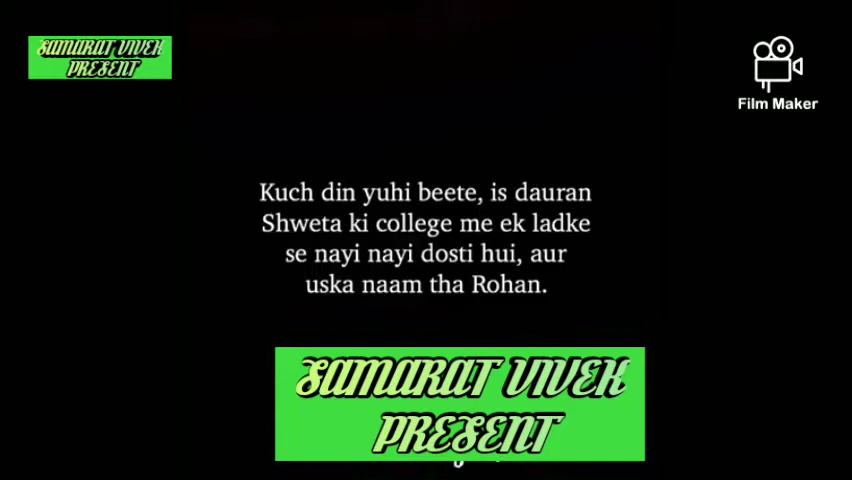 SAMARAT VIVEK
PRESENT
Film Maker
Kuch din yuhi beete, is dauran
Shweta ki college me ek ladke
se nayi nayi dosti hui, aur
uska naam tha Rohan.
SAMARAT VIVEK
PRESENT